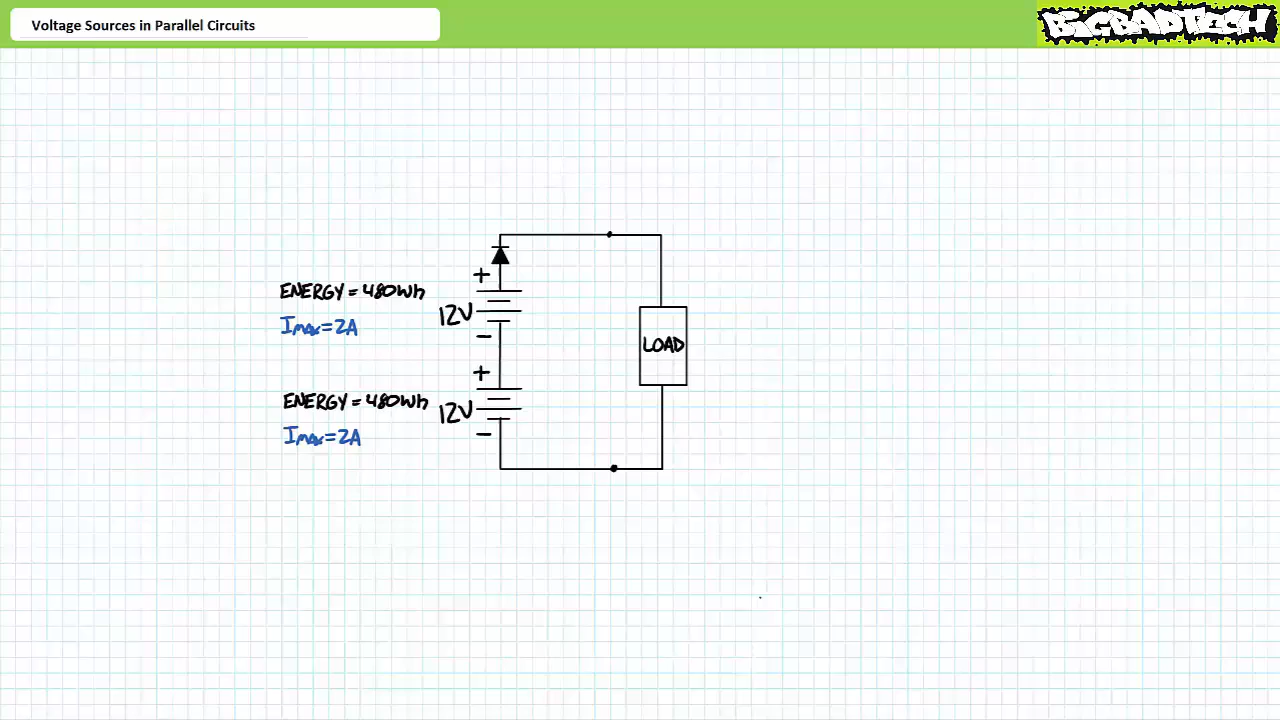 Voltage Sources in Parallel Circuits
BIGBADTECH
+
ENERGY = 480Wh
12V
Imax = 2A
LOAD
−
+
ENERGY = 480Wh
12V
Imax = 2A
−